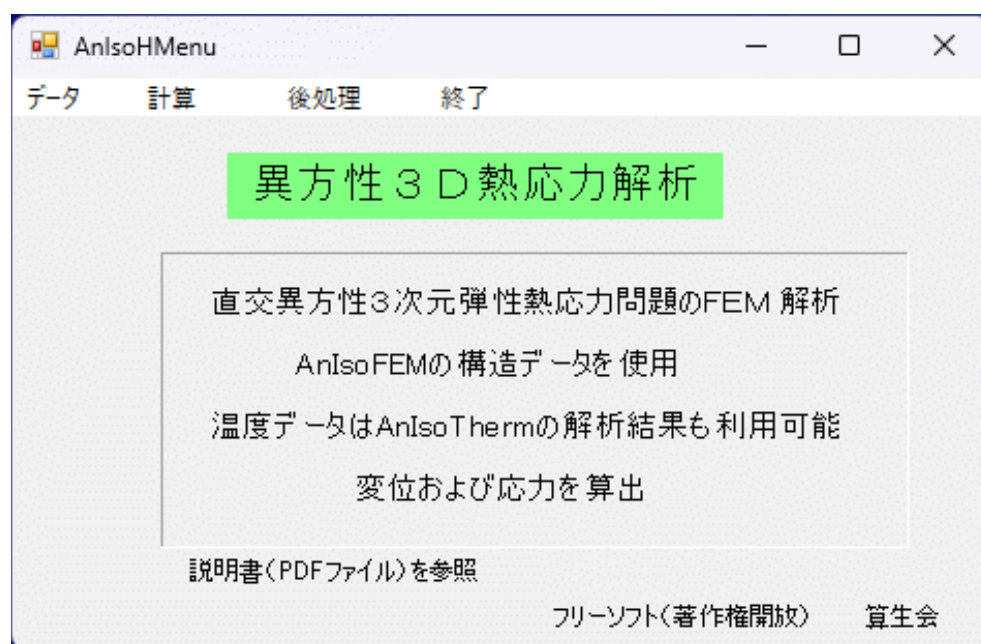 AnIsoHMenu
データ 計算 後処理 終了
異方性３Ｄ熱応力解析
直交異方性３次元弾性熱応力問題のFEM 解析
AnIsoFEMの構造データを使用
温度データはAnIsoThermの解析結果も利用可能
変位および応力を算出
説明書(PDFファイル)を参照
フリーソフト(著作権開放) 算生会